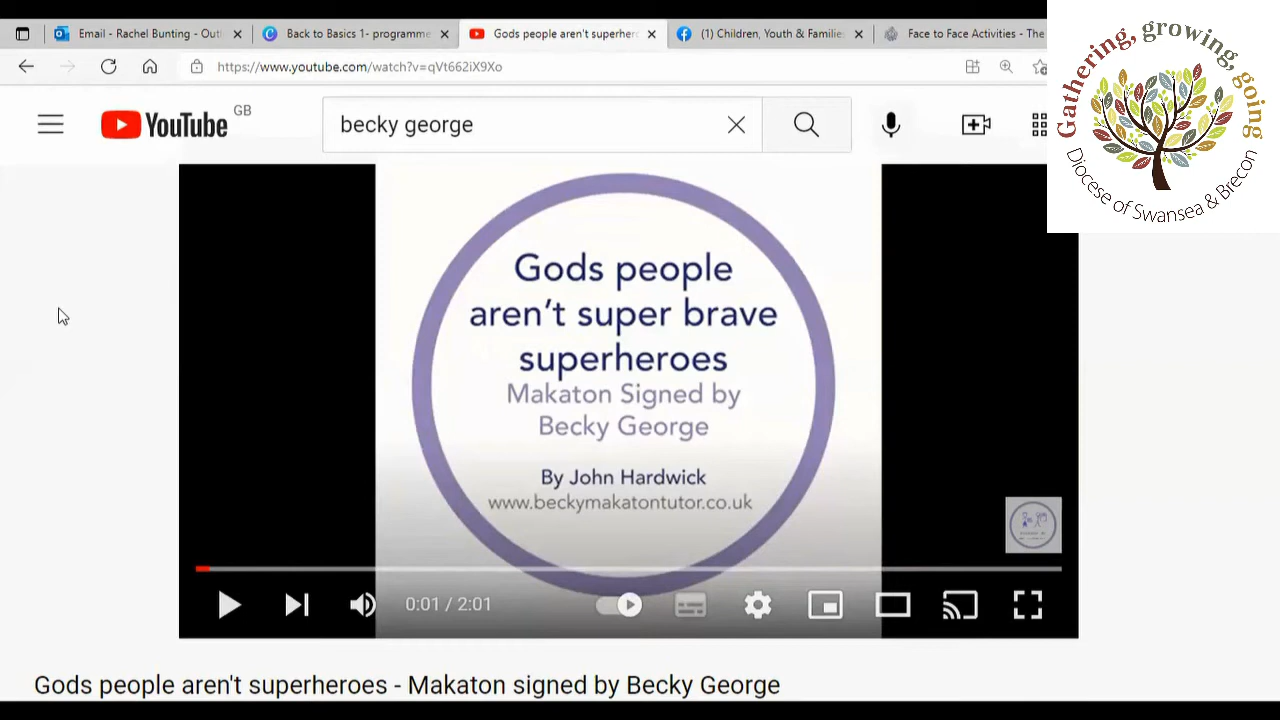 Email - Rachel Bunting - Out
Back to Basics 1- programme
Gods people aren't superhero
(1) Children, Youth & Families
Face to Face Activities - The
https://www.youtube.com/watch?v=qVt662iX9Xo
YouTube GB
becky george
Gathering, growing, going
Diocese of Swansea & Brecon
Gods people
aren't super brave
superheroes
Makaton Signed by
Becky George
By John Hardwick
www.beckymakatontutor.co.uk
0:01 / 2:01
Gods people aren't superheroes - Makaton signed by Becky George